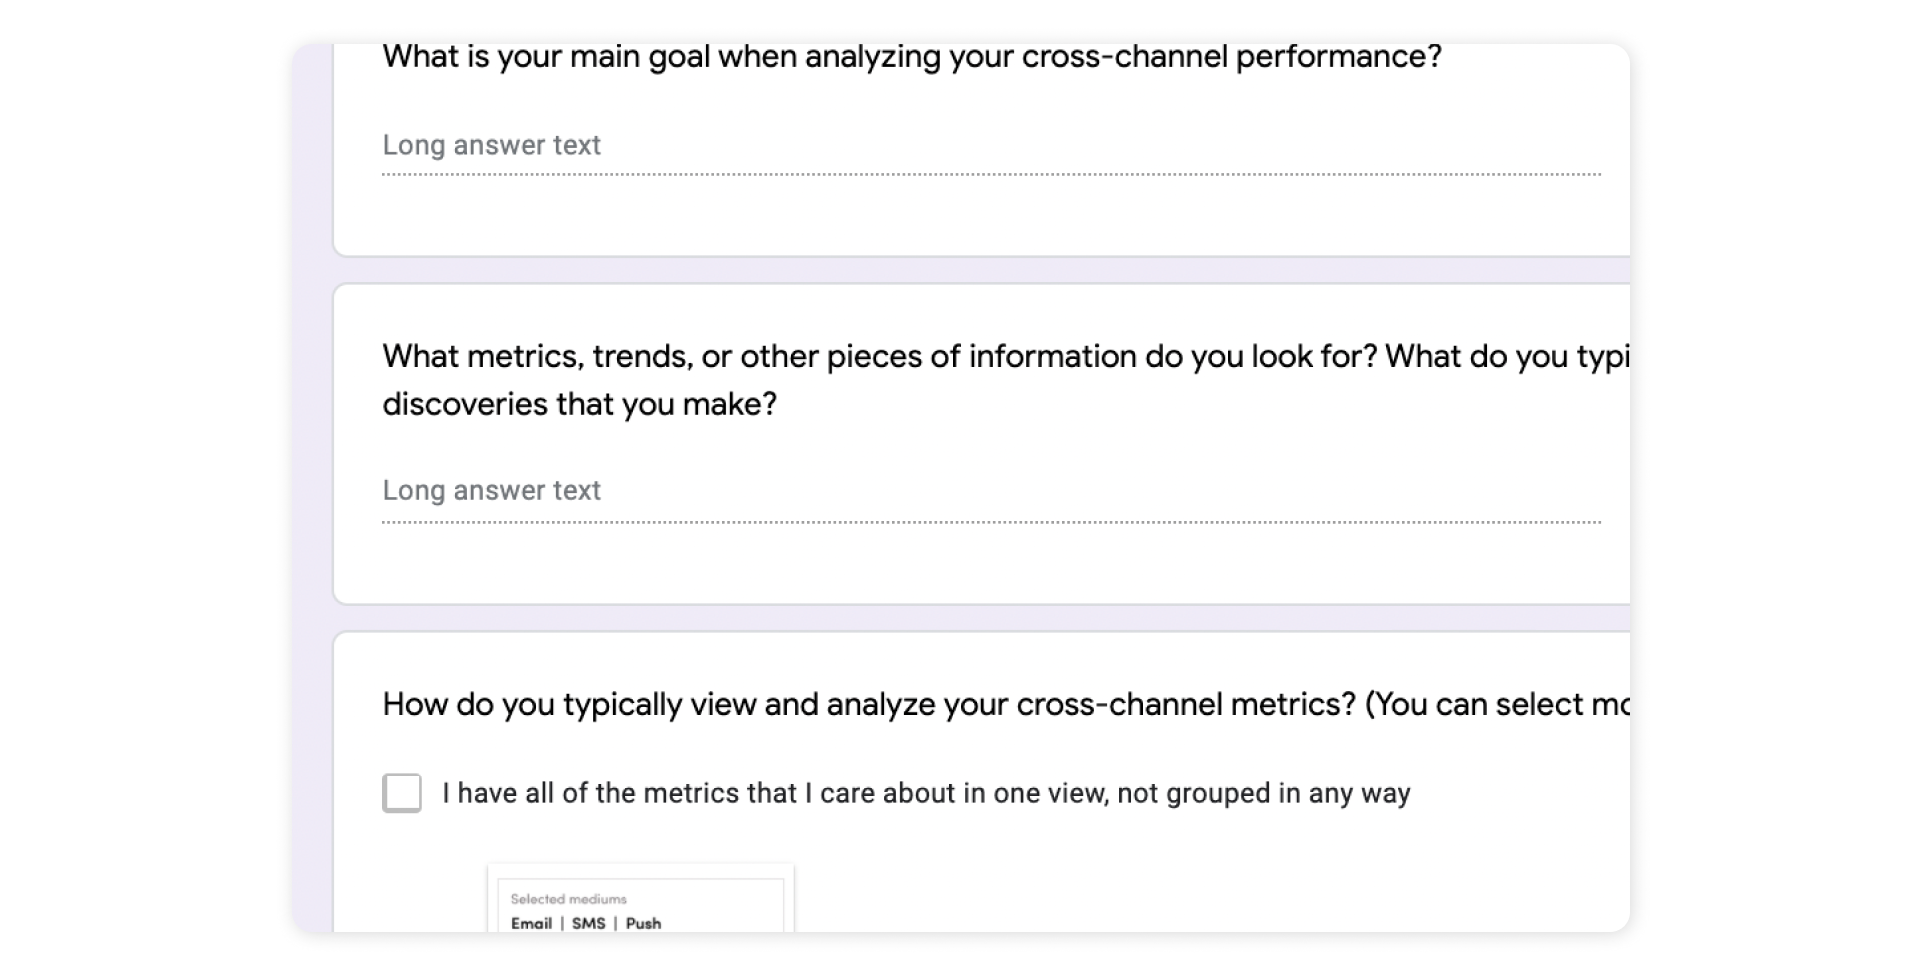 What is your main goal when analyzing your cross-channel performance?
Long answer text
What metrics, trends, or other pieces of information do you look for? What do you typi
discoveries that you make?
Long answer text
How do you typically view and analyze your cross-channel metrics? (You can select mo
I have all of the metrics that I care about in one view, not grouped in any way
Selected mediums
Email | SMS | Push